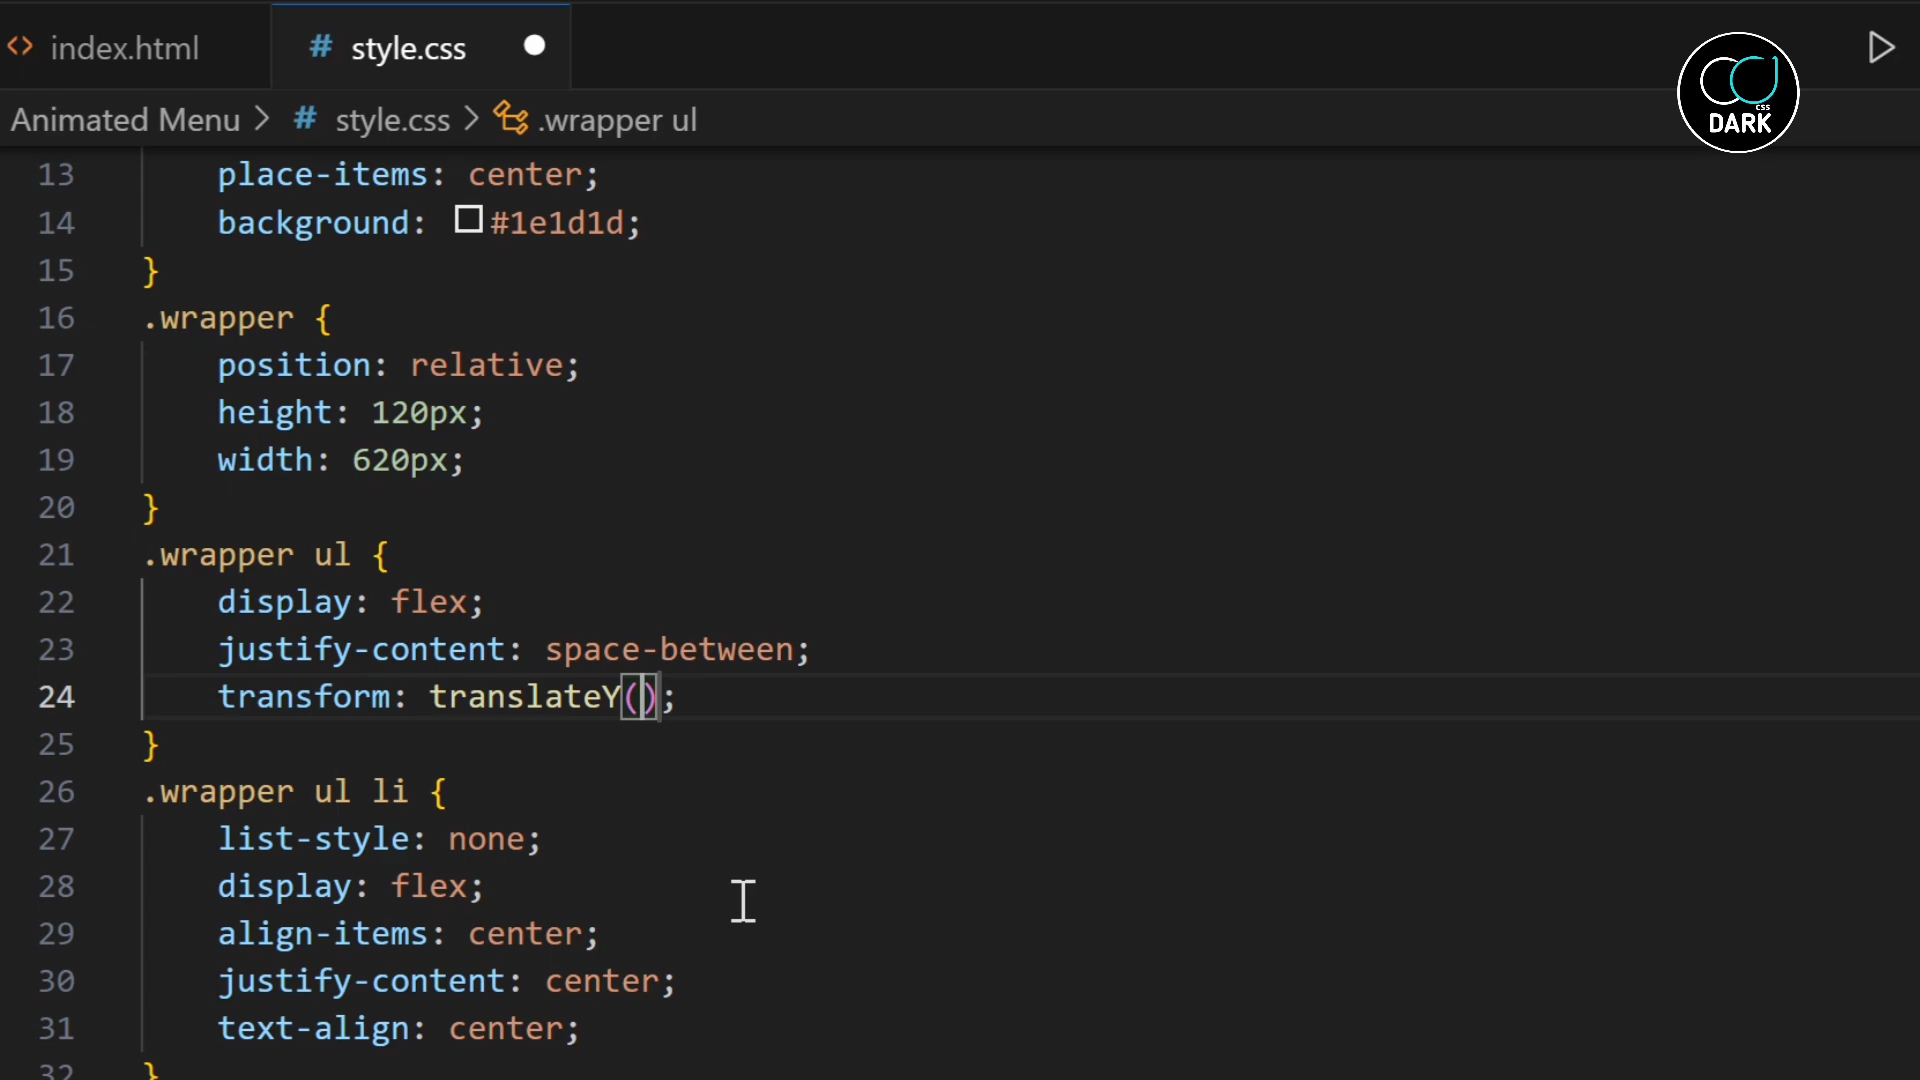 index.html # style.css
css
DARK
Animated Menu > # style.css > .wrapper ul
13 place-items: center;
14 background: #1e1d1d;
15 }
16 .wrapper {
17 position: relative;
18 height: 120px;
19 width: 620px;
20 }
21 .wrapper ul {
22 display: flex;
23 justify-content: space-between;
24 transform: translateY();
25 }
26 .wrapper ul li {
27 list-style: none;
28 display: flex;
29 align-items: center;
30 justify-content: center;
31 text-align: center;
32 }